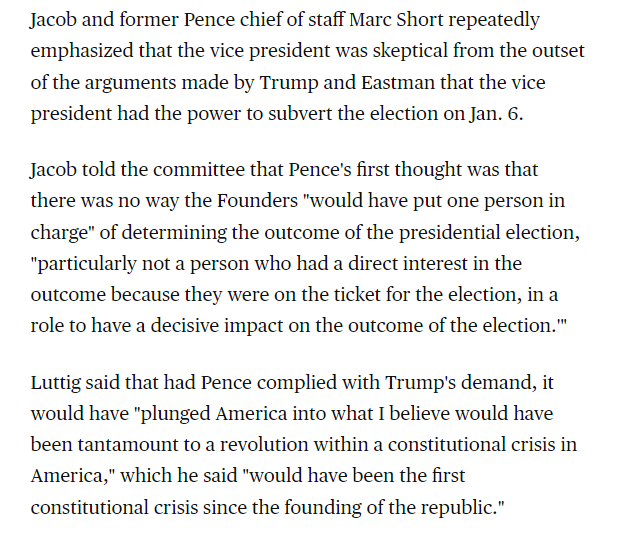 Jacob and former Pence chief of staff Marc Short repeatedly
emphasized that the vice president was skeptical from the outset
of the arguments made by Trump and Eastman that the vice
president had the power to subvert the election on Jan. 6.
Jacob told the committee that Pence's first thought was that
there was no way the Founders "would have put one person in
charge" of determining the outcome of the presidential election,
"particularly not a person who had a direct interest in the
outcome because they were on the ticket for the election, in a
role to have a decisive impact on the outcome of the election.'"
Luttig said that had Pence complied with Trump's demand, it
would have "plunged America into what I believe would have
been tantamount to a revolution within a constitutional crisis in
America," which he said "would have been the first
constitutional crisis since the founding of the republic."